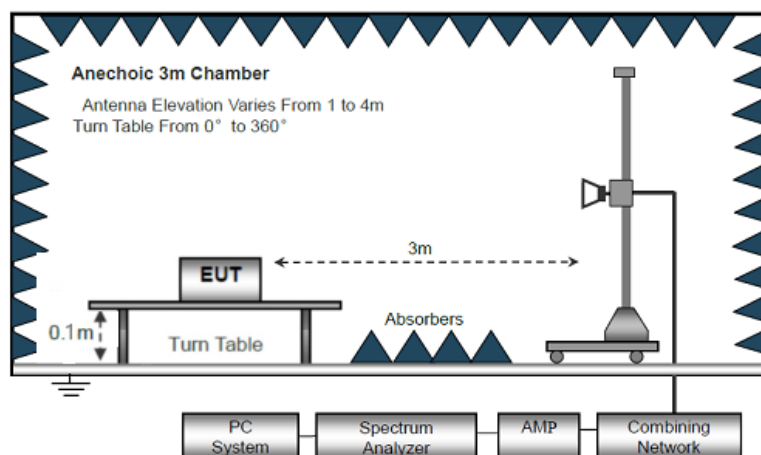 Anechoic 3m Chamber
Antenna Elevation Varies From 1 to 4m
Turn Table From 0° to 360°
3m
EUT
0.1m
Turn Table
Absorbers
PC
System
Spectrum
Analyzer
AMP
Combining
Network